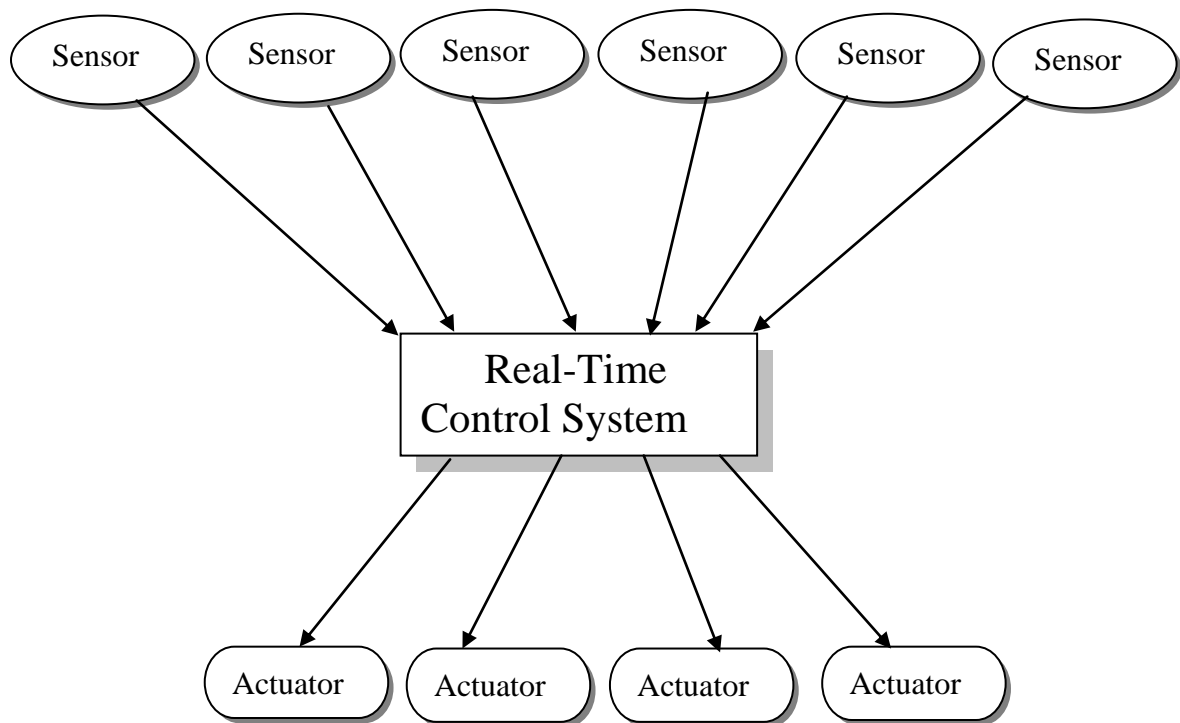 Sensor
Sensor
Sensor
Sensor
Sensor
Sensor
Real-Time
Control System
Actuator
Actuator
Actuator
Actuator